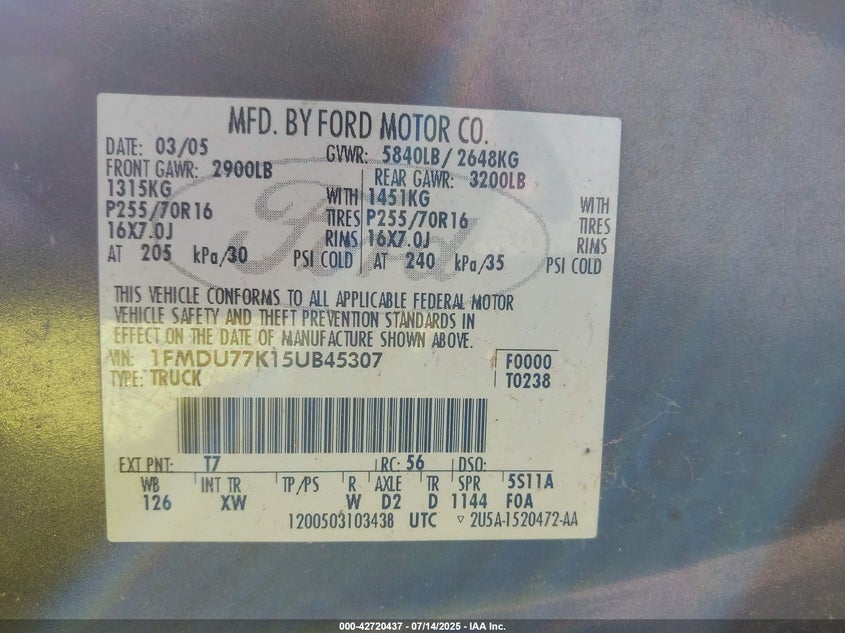 MFD. BY FORD MOTOR CO.
DATE: 03/05 GVWR: 5840LB / 2648KG
FRONT GAWR: 2900LB REAR GAWR: 3200LB
1315KG WITH 1451KG WITH
P255/70R16 TIRES P255/70R16 TIRES
16X7.0J RIMS 16X7.0J RIMS
AT 205 kPa/30 PSI COLD AT 240 kPa/35 PSI COLD
Ford
THIS VEHICLE CONFORMS TO ALL APPLICABLE FEDERAL MOTOR
VEHICLE SAFETY AND THEFT PREVENTION STANDARDS IN
EFFECT ON THE DATE OF MANUFACTURE SHOWN ABOVE.
VIN: 1FMDU77K15UB45307 F0000
TYPE: TRUCK T0238
EXT PNT: T7 RC: 56 DSO:
WB INT TR TP/PS R AXLE TR SPR 5S11A
126 XW W D2 D 1144 F0A
1200503103438 UTC ▽ 2U5A-1520472-AA
000-42720437 - 07/14/2025 - IAA Inc.